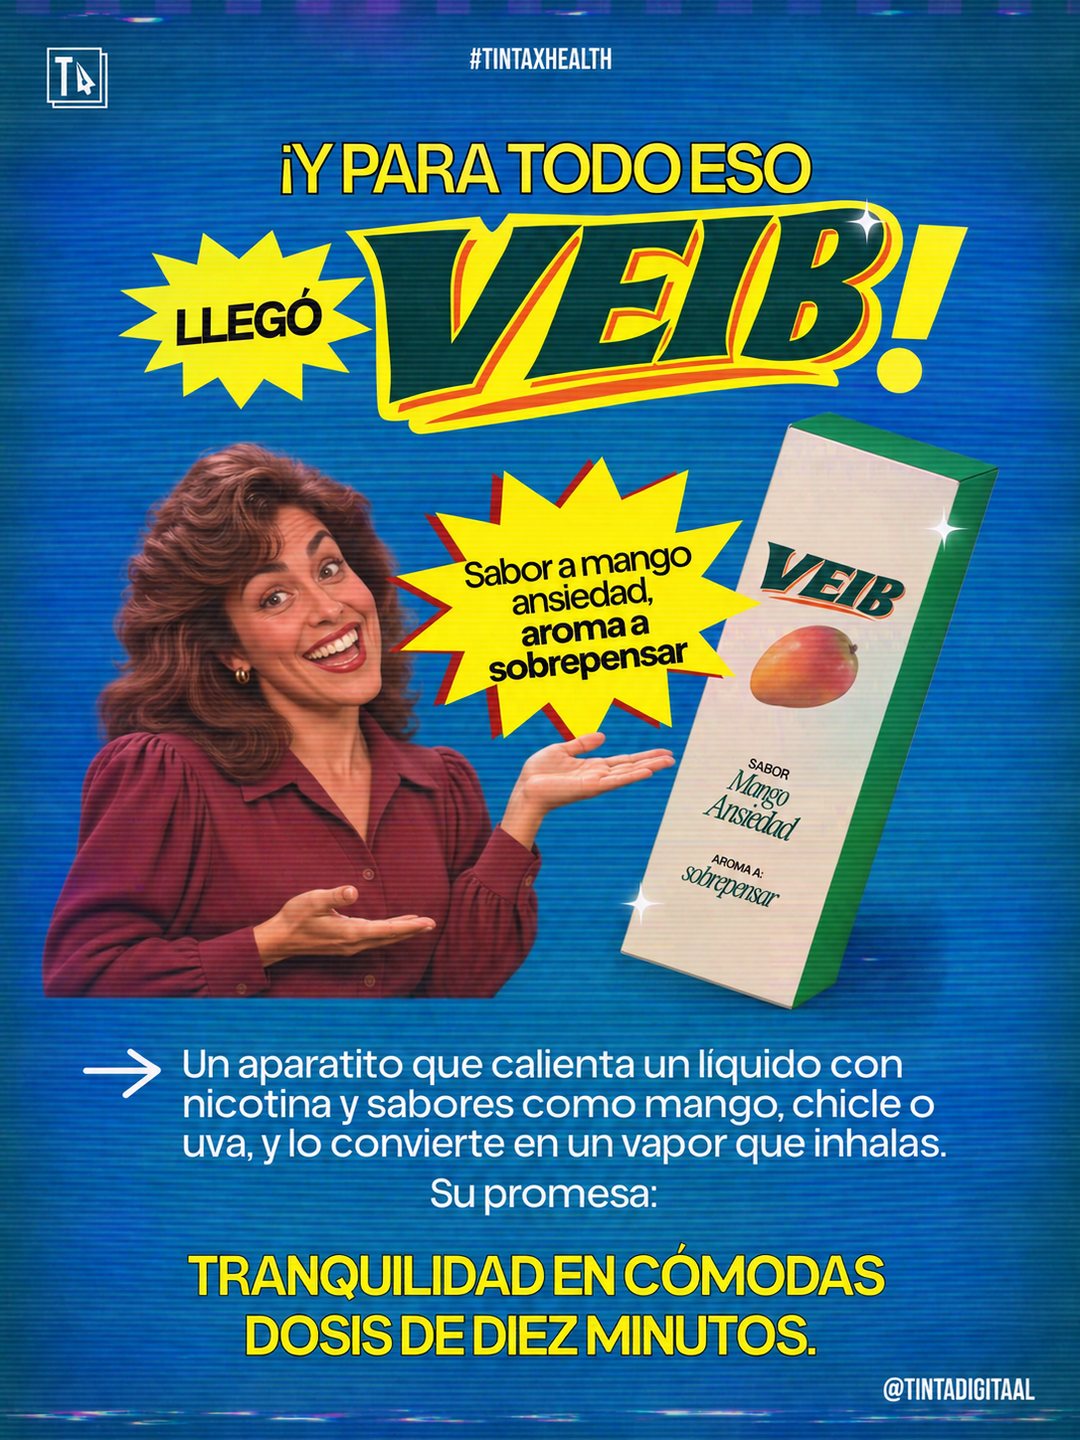 T
#TINTAXHEALTH
¡Y PARA TODO ESO
LLEGÓ
VEIB!
Sabor a mango
ansiedad,
aroma a
sobrepensar
VEIB
SABOR
Mango
Ansiedad
AROMA A:
sobrepensar
Un aparatito que calienta un líquido con
nicotina y sabores como mango, chicle o
uva, y lo convierte en un vapor que inhalas.
Su promesa:
TRANQUILIDAD EN CÓMODAS
DOSIS DE DIEZ MINUTOS.
@TINTADIGITAAL